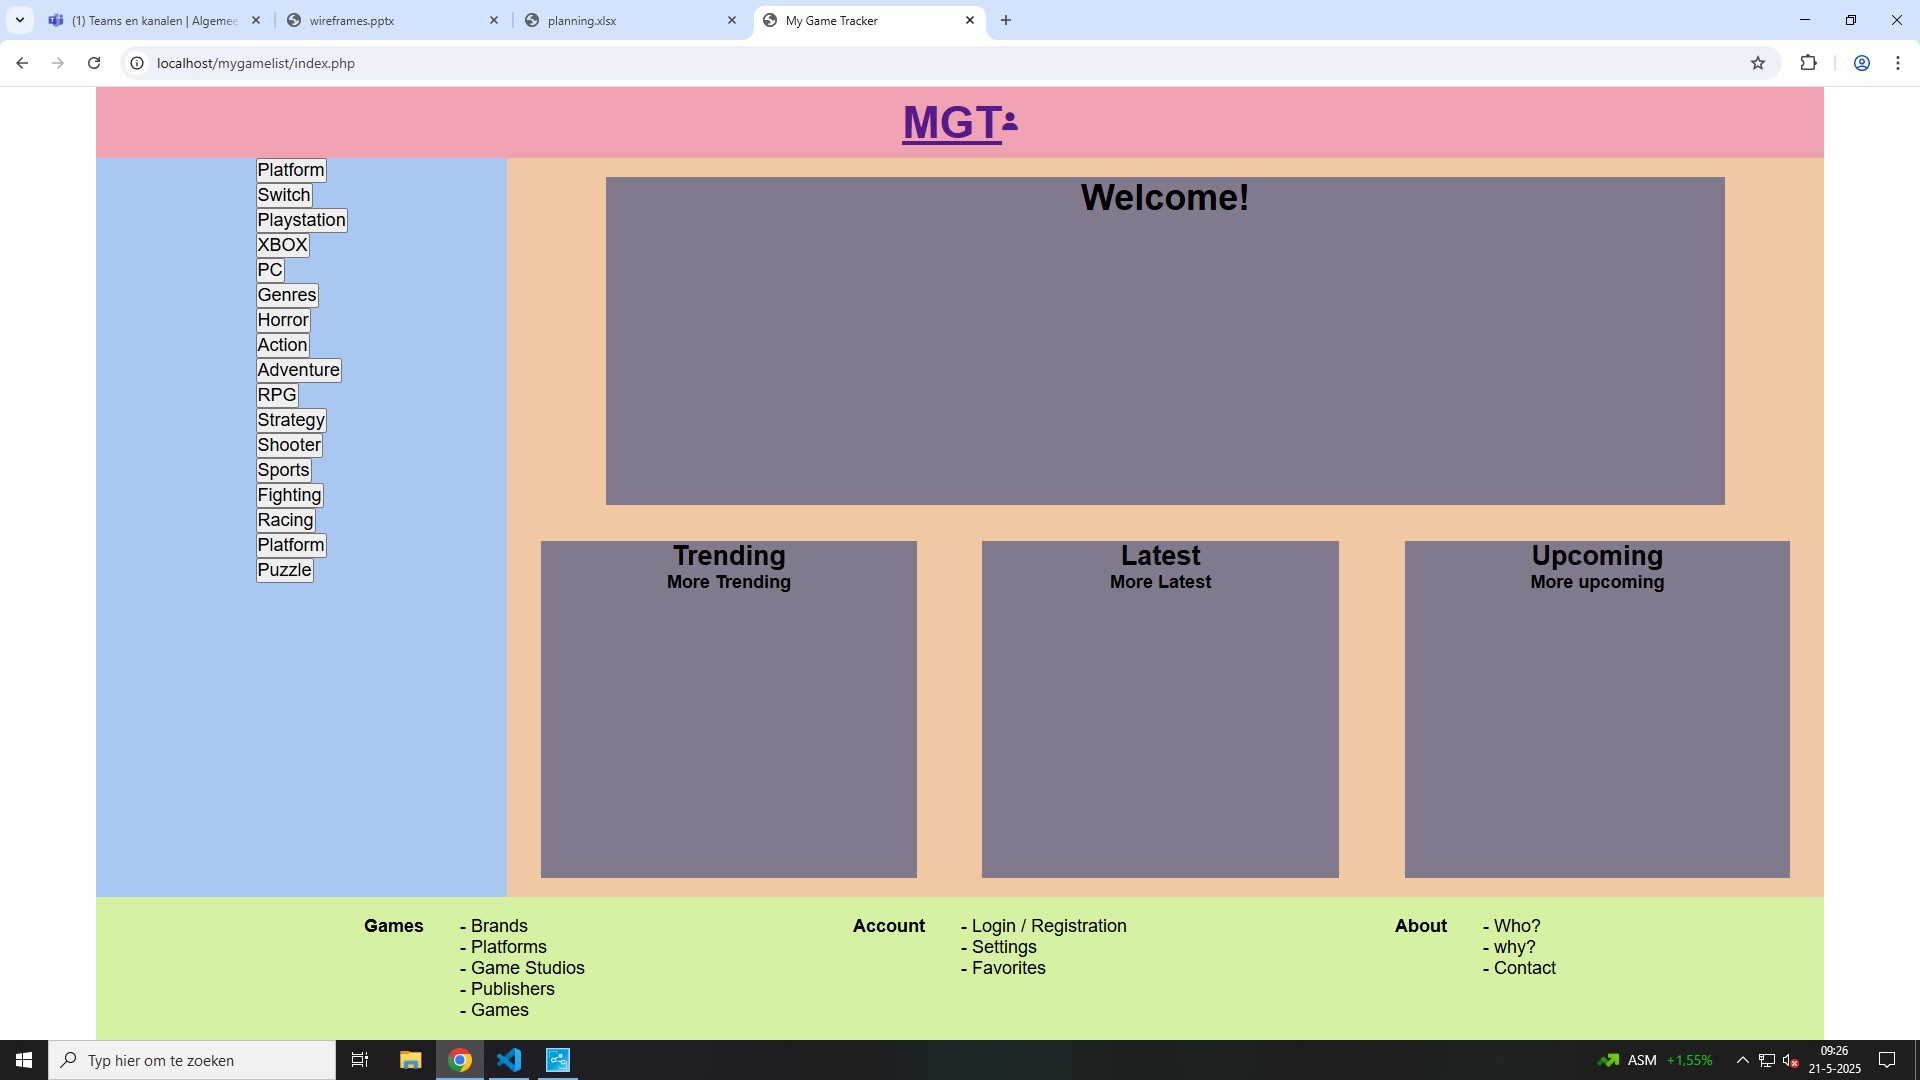 (1) Teams en kanalen | Algemee
wireframes.pptx
planning.xlsx
My Game Tracker
localhost/mygamelist/index.php
MGT
Platform
Switch
Playstation
XBOX
PC
Genres
Horror
Action
Adventure
RPG
Strategy
Shooter
Sports
Fighting
Racing
Platform
Puzzle
Welcome!
Trending
More Trending
Latest
More Latest
Upcoming
More upcoming
Games
- Brands
- Platforms
- Game Studios
- Publishers
- Games
Account
- Login / Registration
- Settings
- Favorites
About
- Who?
- why?
- Contact
Typ hier om te zoeken
ASM +1,55%
09:26
21-5-2025